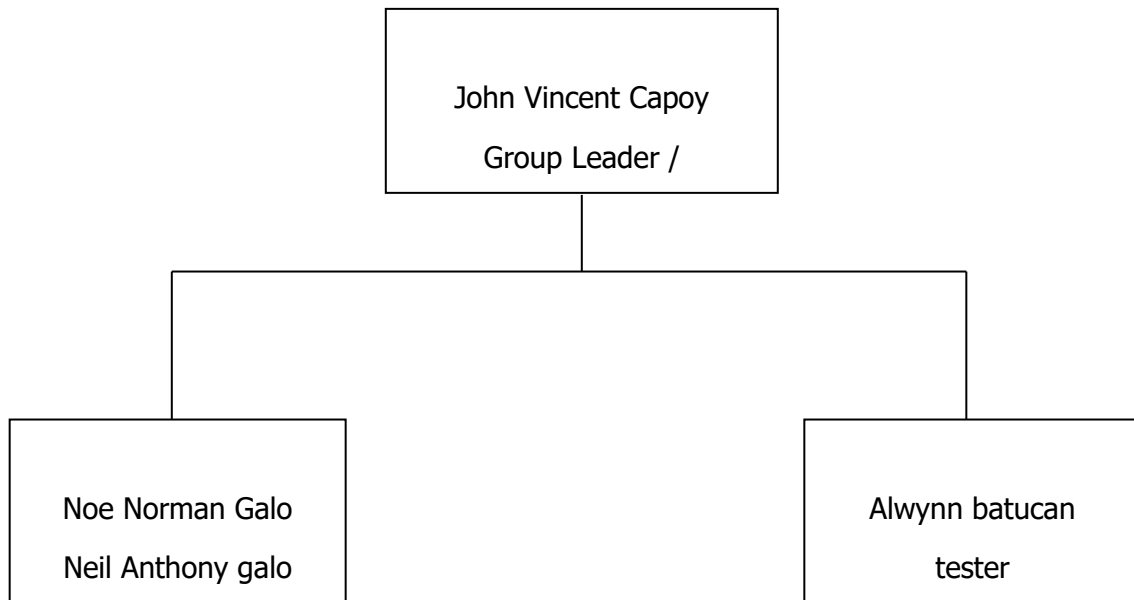 John Vincent Capoy
Group Leader /
Noe Norman Galo
Neil Anthony galo
Alwynn batucan
tester